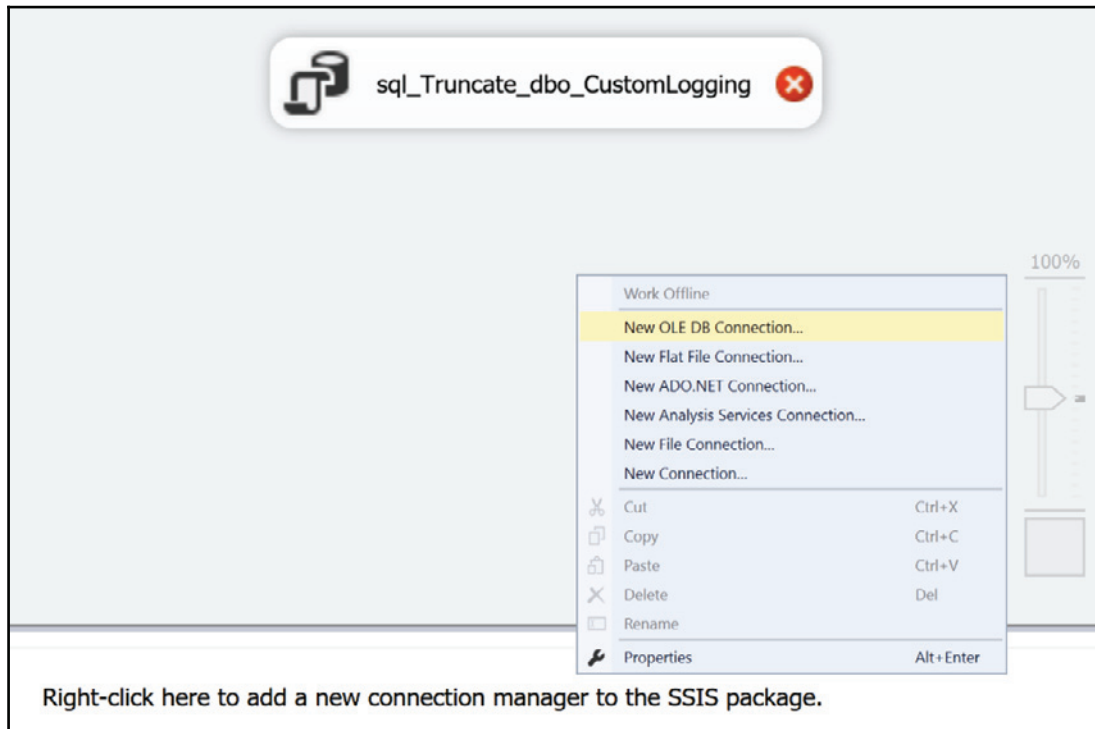 sql_Truncate_dbo_CustomLogging
100%
Work Offline
New OLE DB Connection...
New Flat File Connection...
New ADO.NET Connection...
New Analysis Services Connection...
New File Connection...
New Connection...
Cut Ctrl+X
Copy Ctrl+C
Paste Ctrl+V
Delete Del
Rename
Properties Alt+Enter
Right-click here to add a new connection manager to the SSIS package.